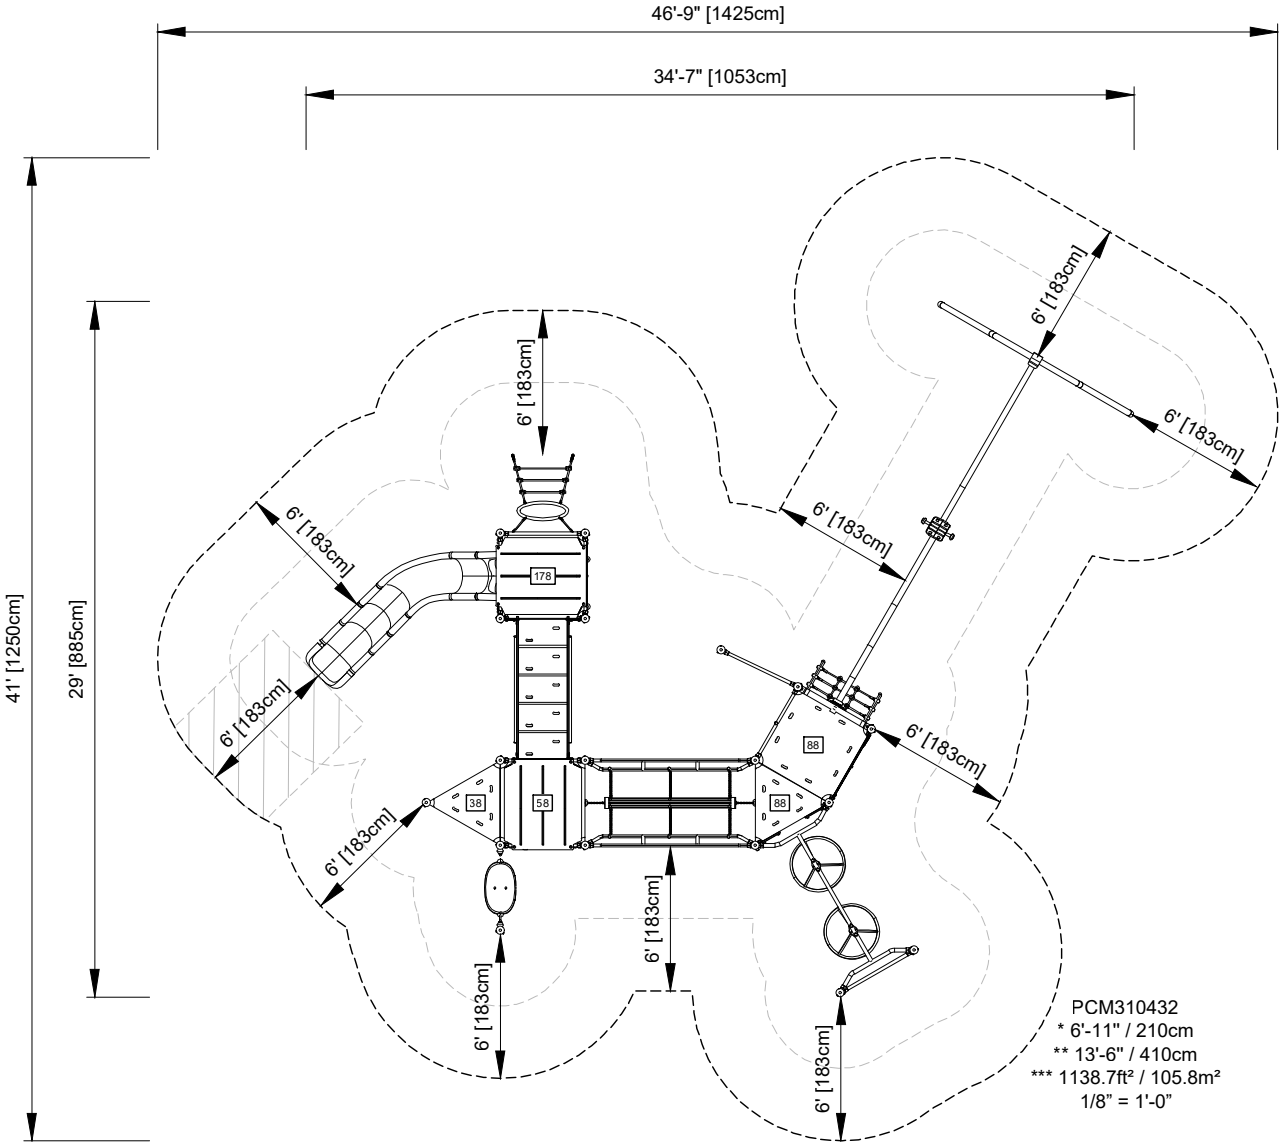 46'-9" [1425cm]
34'-7" [1053cm]
41' [1250cm]
29' [885cm]
6' [183cm]
6' [183cm]
6' [183cm]
6' [183cm]
6' [183cm]
178
6' [183cm]
6' [183cm]
88
38
58
88
6' [183cm]
6' [183cm]
6' [183cm]
6' [183cm]
PCM310432
* 6'-11" / 210cm
** 13'-6" / 410cm
*** 1138.7ft² / 105.8m²
1/8” = 1'-0”